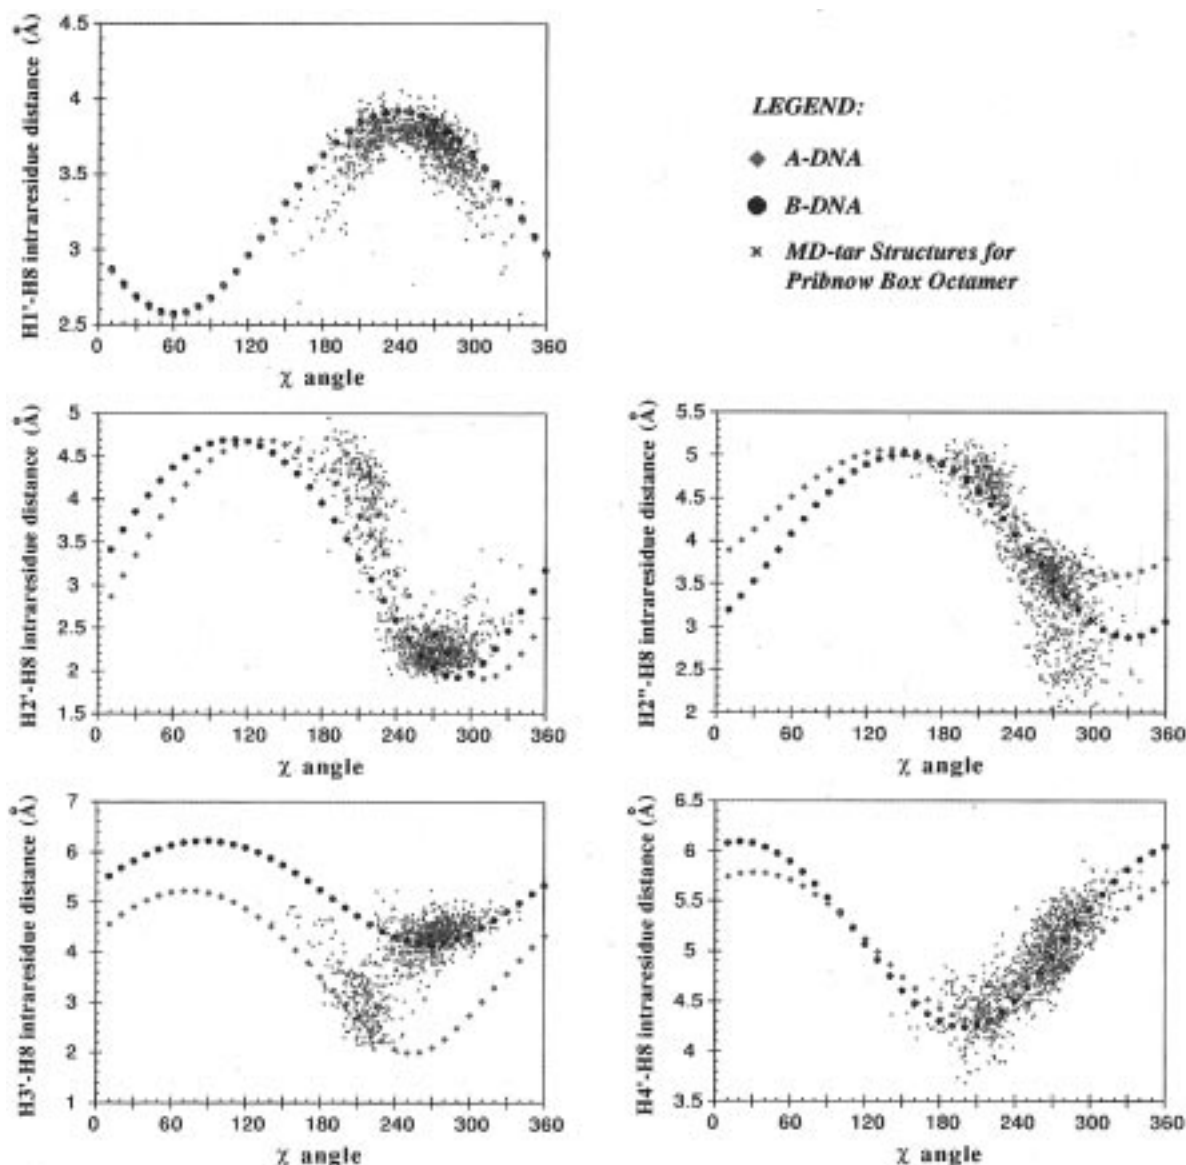 4.5
4
3.5
3
2.5
0 60 120 180 240 300 360
H1'-H8 intraresidue distance (Å)
χ angle
LEGEND:
A-DNA
B-DNA
MD-tar Structures for
Pribnow Box Octamer
5
4.5
4
3.5
3
2.5
2
1.5
0 60 120 180 240 300 360
H2'-H8 intraresidue distance (Å)
χ angle
5.5
5
4.5
4
3.5
3
2.5
2
0 60 120 180 240 300 360
H2''-H8 intraresidue distance (Å)
χ angle
7
6
5
4
3
2
1
0 60 120 180 240 300 360
H3'-H8 intraresidue distance (Å)
χ angle
6.5
6
5.5
5
4.5
4
3.5
0 60 120 180 240 300 360
H4'-H8 intraresidue distance (Å)
χ angle